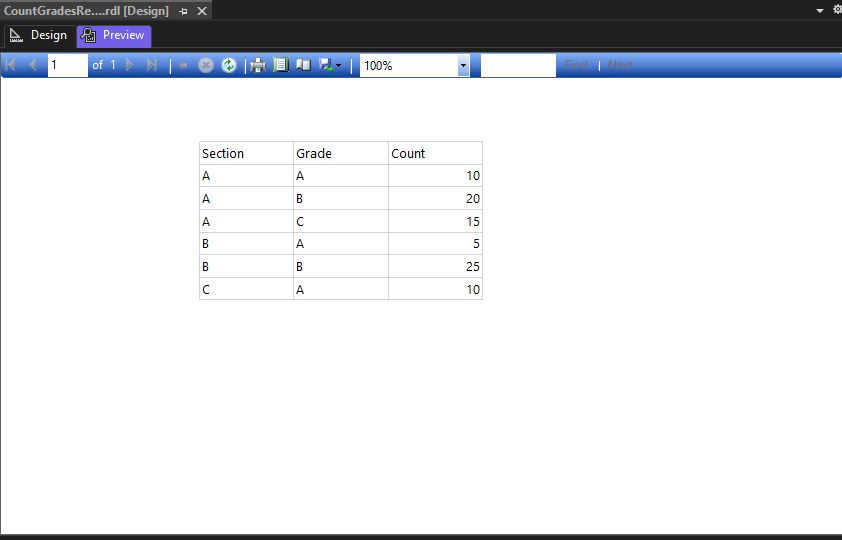 CountGradesRe....rdl [Design]
Design Preview
1 of 1 100% Find | Next
Section Grade Count
A A 10
A B 20
A C 15
B A 5
B B 25
C A 10